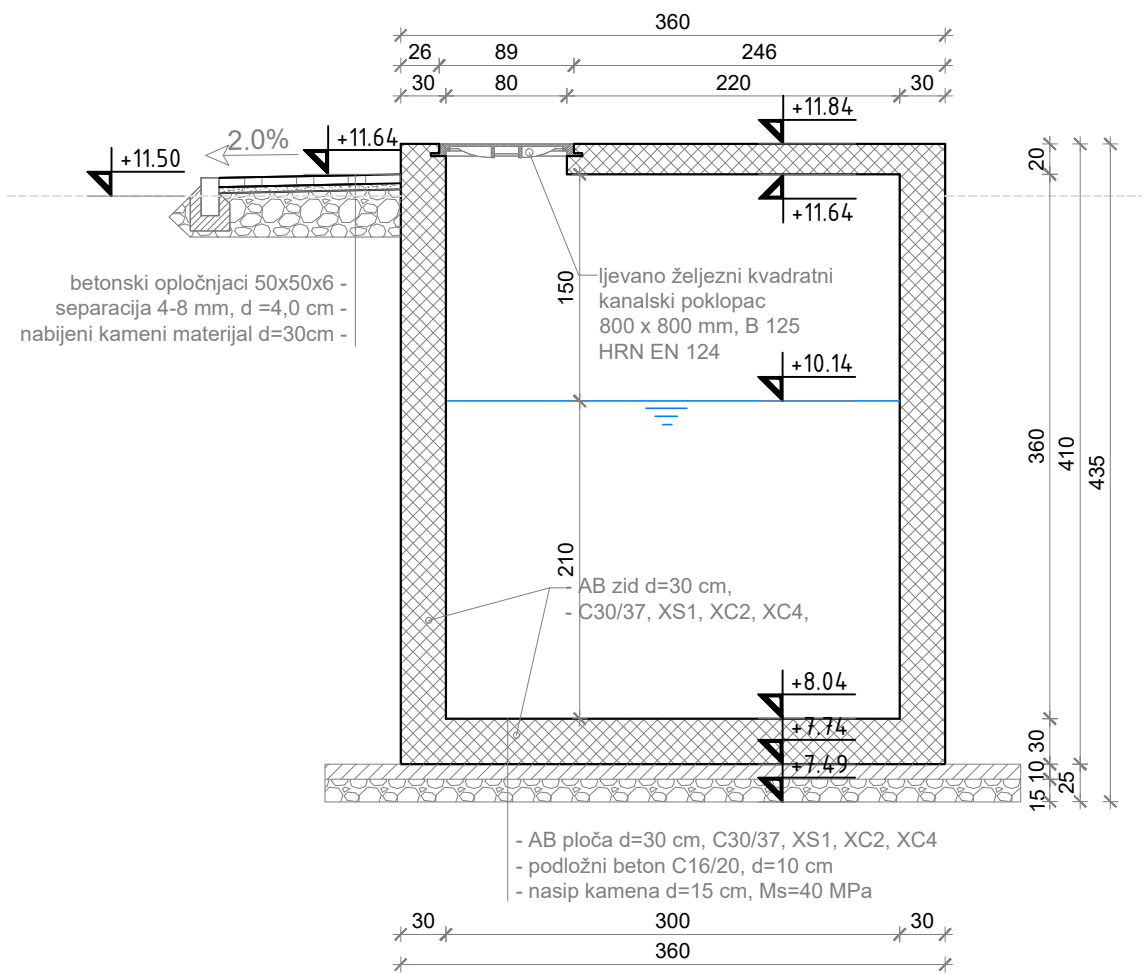 360
26
89
246
30
80
220
30
+11.84
2.0%
+11.64
+11.50
20
+11.64
betonski opločnjaci 50x50x6 -
separacija 4-8 mm, d =4,0 cm -
nabijeni kameni materijal d=30cm -
150
ljevano željezni kvadratni
kanalski poklopac
800 x 800 mm, B 125
HRN EN 124
+10.14
360
410
435
210
- AB zid d=30 cm,
- C30/37, XS1, XC2, XC4,
+8.04
+7.74
+7.49
30
10
15
25
- AB ploča d=30 cm, C30/37, XS1, XC2, XC4
- podložni beton C16/20, d=10 cm
- nasip kamena d=15 cm, Ms=40 MPa
30
300
30
360